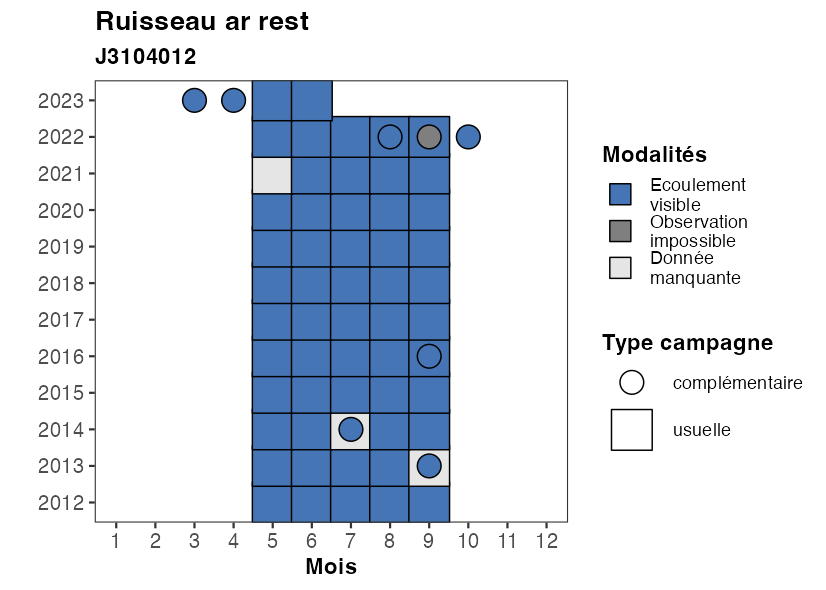 Ruisseau ar rest
J3104012
2023
2022
2021
2020
2019
2018
2017
2016
2015
2014
2013
2012
1 2 3 4 5 6 7 8 9 10 11 12
Mois
Modalités
Ecoulement
visible
Observation
impossible
Donnée
manquante
Type campagne
complémentaire
usuelle